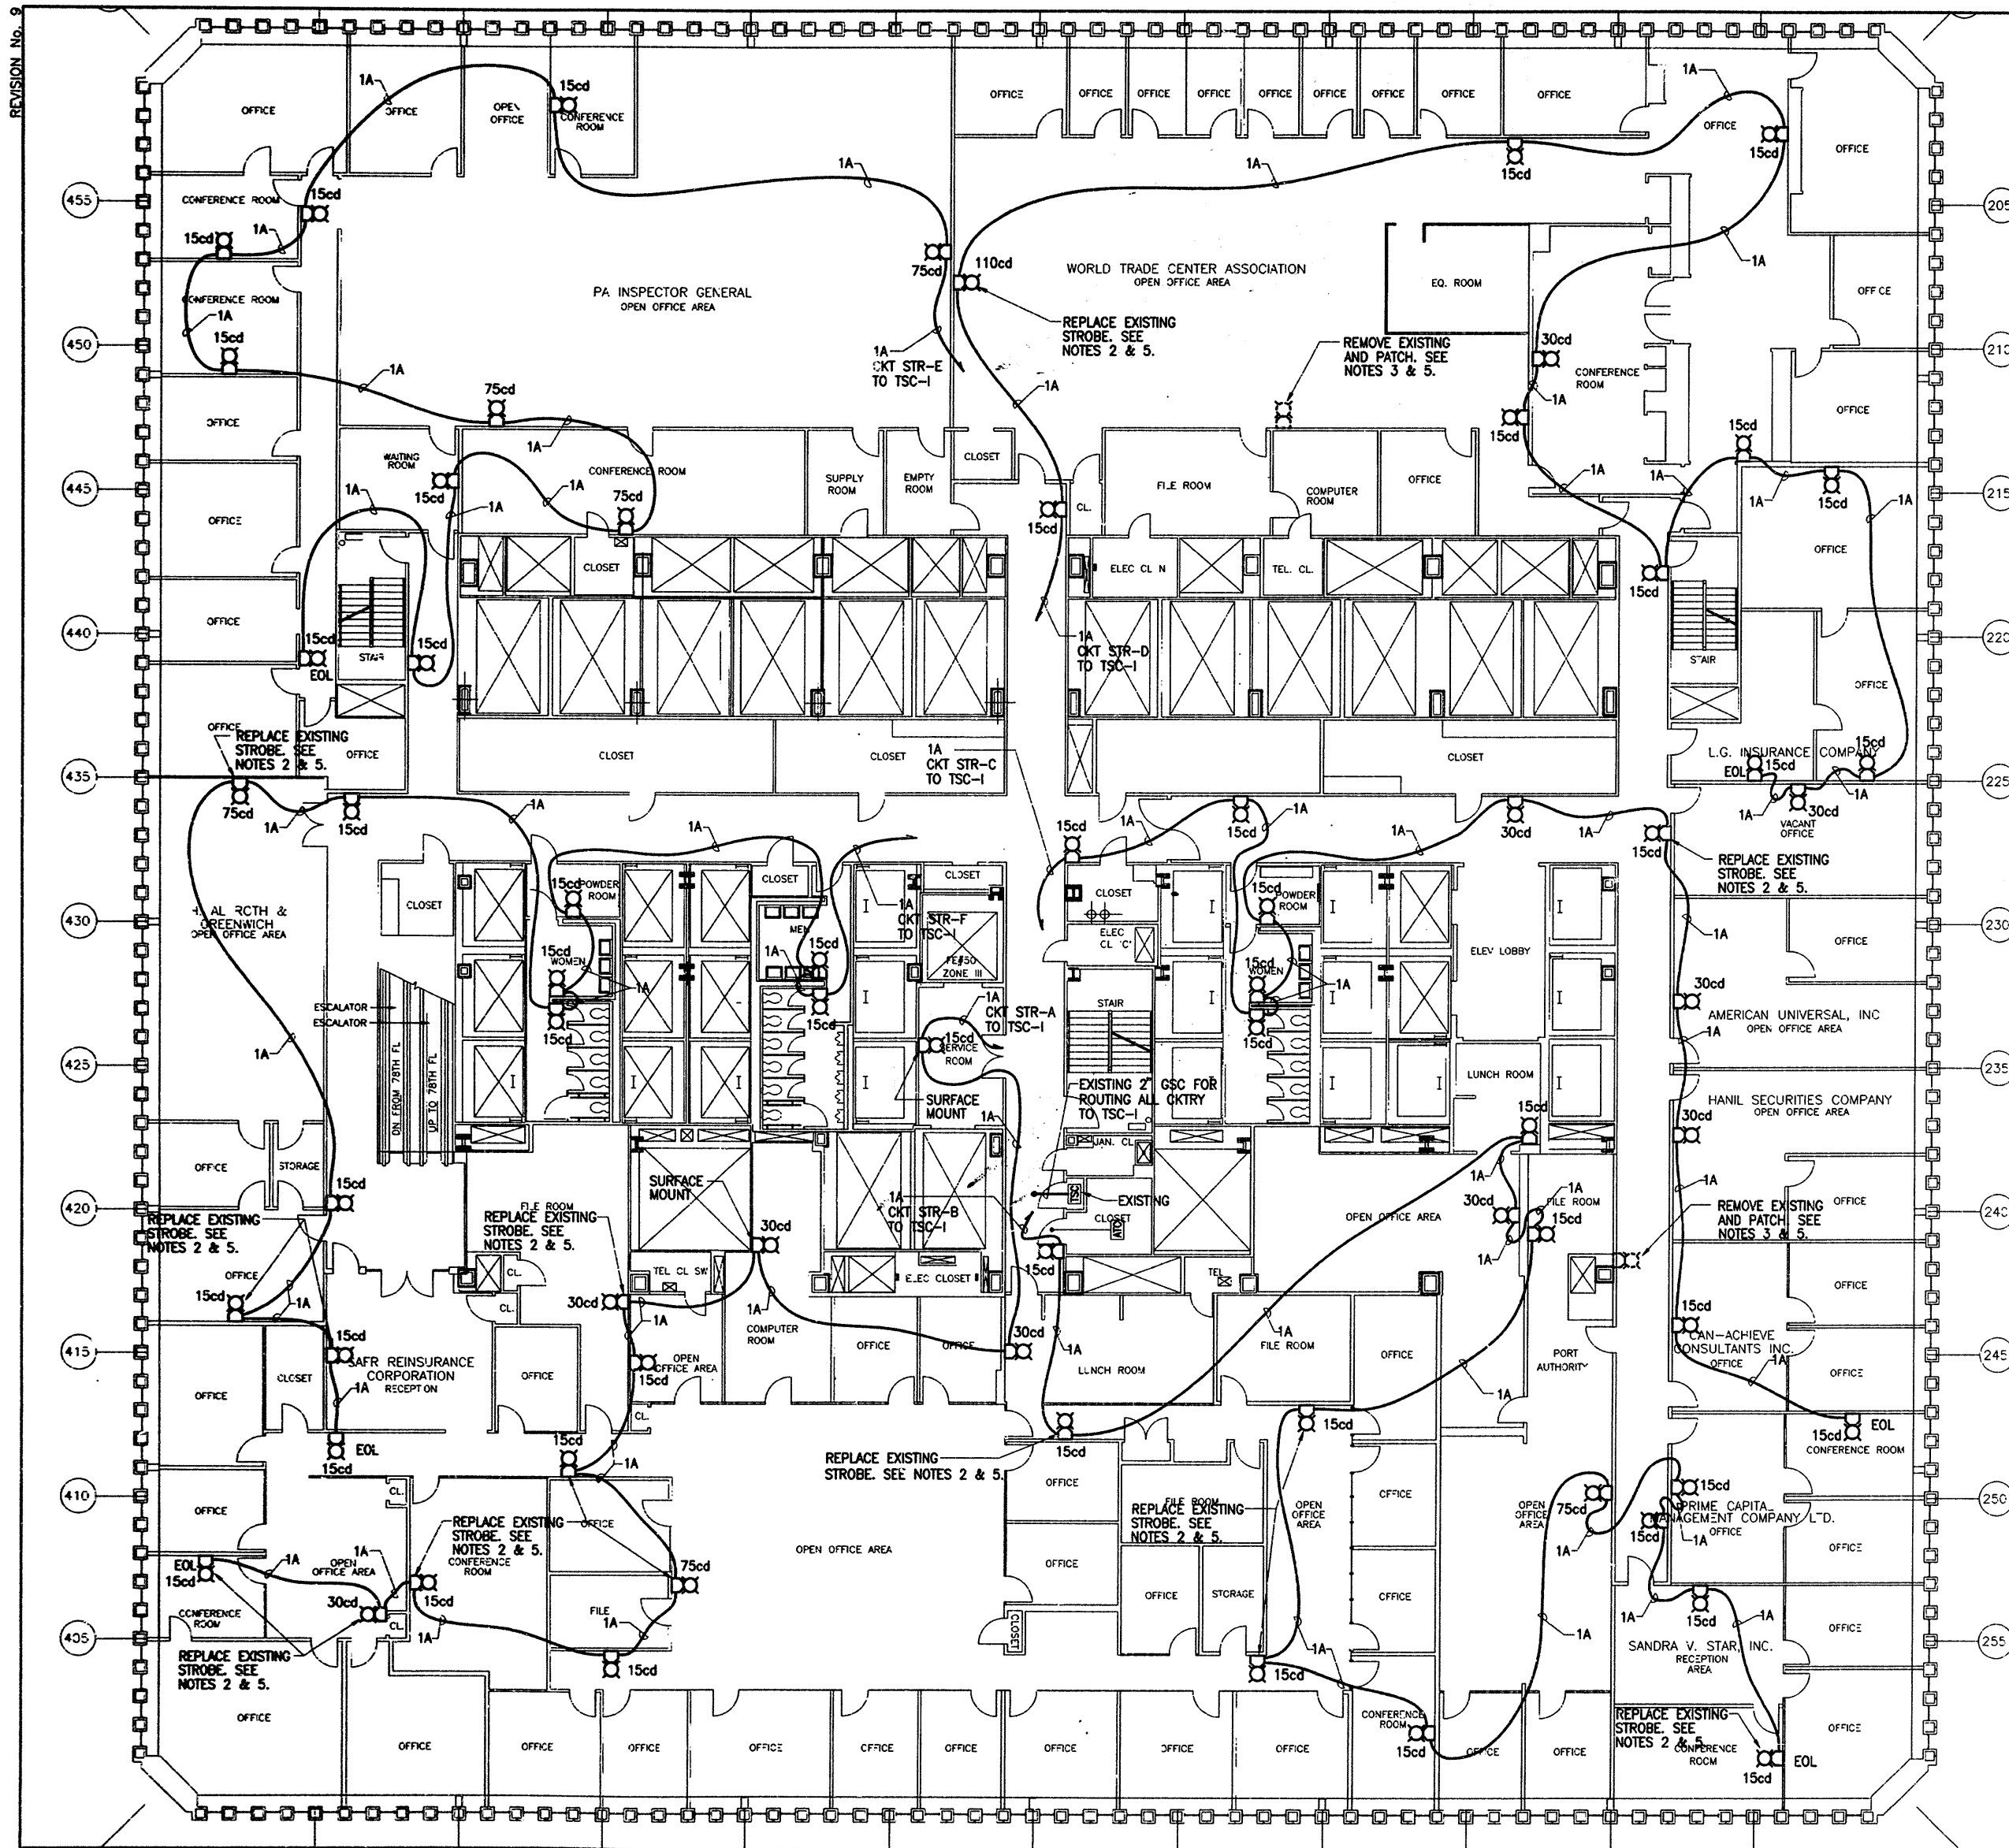 REVISION No. 9
OFFICE
OFFICE
OFFICE
CONFERENCE
ROOM
1A
15cd
1A
OFFICE
OFFICE
OFFICE
OFFICE
OFFICE
OFFICE
OFFICE
OFFICE
1A
OFFICE
15cd
OFFICE
15cd
1A
455
CONFERENCE ROOM
15cd
15cd
1A
205
75cd
110cd
WORLD TRADE CENTER ASSOCIATION
OPEN OFFICE AREA
EQ. ROOM
1A
PA INSPECTOR GENERAL
OPEN OFFICE AREA
1A
REPLACE EXISTING
STROBE. SEE
NOTES 2 & 5.
REMOVE EXISTING
AND PATCH. SEE
NOTES 3 & 5.
450
15cd
1A
CKT STR-E
TO TSC-I
1A
30cd
CONFERENCE
ROOM
1A
15cd
210
OFFICE
1A
75cd
1A
OFFICE
WAITING
ROOM
15cd
CONFERENCE ROOM
75cd
1A
1A
1A
SUPPLY
ROOM
EMPTY
ROOM
CLOSET
15cd
CL.
FILE ROOM
COMPUTER
ROOM
OFFICE
1A
1A
15cd
1A
15cd
1A
445
215
OFFICE
OFFICE
CLOSET
ELEC CL N
TEL. CL.
15cd
440
OFFICE
15cd
EOL
STAIR
15cd
1A
CKT STR-D
TO TSC-I
STAIR
OFFICE
220
OFFICE
REPLACE EXISTING
STROBE. SEE
NOTES 2 & 5.
OFFICE
CLOSET
CLOSET
1A
CKT STR-C
TO TSC-I
CLOSET
L.G. INSURANCE COMPANY
15cd
EOL
15cd
435
225
75cd
1A
15cd
1A
1A
15cd
1A
15cd
1A
1A
30cd
1A
15cd
1A
30cd
1A
VACANT
OFFICE
REPLACE EXISTING
STROBE. SEE
NOTES 2 & 5.
430
GREENWICH
OPEN OFFICE AREA
CLOSET
15cd
POWDER
ROOM
CLOSET
MEN
1A
CKT STR-F
TO TSC-I
CLOSET
CLOSET
ELEC
CL 'C'
15cd
POWDER
ROOM
ELEV LOBBY
1A
OFFICE
230
15cd
WOMEN
1A
15cd
1A
15cd
15cd
ZONE III
15cd
WOMEN
1A
15cd
30cd
AMERICAN UNIVERSAL, INC
OPEN OFFICE AREA
ESCALATOR
ESCALATOR
DN FROM 78TH FL
UP TO 78TH FL
1A
1A
CKT STR-A
TO TSC-I
15cd
SERVICE
ROOM
SURFACE
MOUNT
STAIR
EXISTING 2" GSC FOR
ROUTING ALL CKTRY
TO TSC-I
LUNCH ROOM
1A
425
235
HANIL SECURITIES COMPANY
OPEN OFFICE AREA
30cd
OFFICE
STORAGE
15cd
1A
JAN. CL.
15cd
1A
1A
420
REPLACE EXISTING
STROBE. SEE
NOTES 2 & 5.
OFFICE
FILE ROOM
REPLACE EXISTING
STROBE. SEE
NOTES 2 & 5.
SURFACE
MOUNT
30cd
1A
CKT STR-B
TO TSC-I
TSC
EXISTING
CLOSET
ATO
OPEN OFFICE AREA
30cd
1A
FILE ROOM
15cd
1A
OFFICE
REMOVE EXISTING
AND PATCH. SEE
NOTES 3 & 5.
240
15cd
1A
CL.
CL.
30cd
1A
TEL CL SW
1A
ELEC CLOSET
15cd
TEL
OFFICE
415
15cd
SAFR REINSURANCE
CORPORATION
RECEPTION
OFFICE
CLOSET
1A
OFFICE
OPEN
OFFICE AREA
15cd
COMPUTER
ROOM
OFFICE
OFFICE
30cd
1A
LUNCH ROOM
1A
FILE ROOM
OFFICE
PORT
AUTHORITY
1A
15cd
CAN-ACHIEVE
CONSULTANTS INC.
OFFICE
1A
OFFICE
245
15cd
EOL
CL.
15cd
1A
REPLACE EXISTING
STROBE. SEE NOTES 2 & 5.
15cd
15cd
15cd
EOL
CONFERENCE ROOM
410
OFFICE
CL.
REPLACE EXISTING
STROBE. SEE
NOTES 2 & 5.
CONFERENCE
ROOM
OFFICE
OFFICE
FILE ROOM
REPLACE EXISTING
STROBE. SEE
NOTES 2 & 5.
OPEN
OFFICE
AREA
OFFICE
OPEN
OFFICE
AREA
75cd
1A
15cd
15cd
1A
MANAGEMENT COMPANY LTD.
OFFICE
250
EOL
15cd
1A
OPEN
OFFICE AREA
1A
30cd
15cd
75cd
OPEN OFFICE AREA
OFFICE
OFFICE
STORAGE
OFFICE
OFFICE
CONFERENCE
ROOM
CL.
1A
FILE
1A
15cd
CLOSET
15cd
1A
1A
1A
15cd
1A
405
255
REPLACE EXISTING
STROBE. SEE
NOTES 2 & 5.
SANDRA V. STAR, INC.
RECEPTION
AREA
OFFICE
OFFICE
OFFICE
OFFICE
OFFICE
OFFICE
OFFICE
OFFICE
OFFICE
OFFICE
OFFICE
CONFERENCE
ROOM
15cd
OFFICE
OFFICE
REPLACE EXISTING
STROBE. SEE
NOTES 2 & 5.
CONFERENCE
ROOM
15cd
EOL
OFFICE